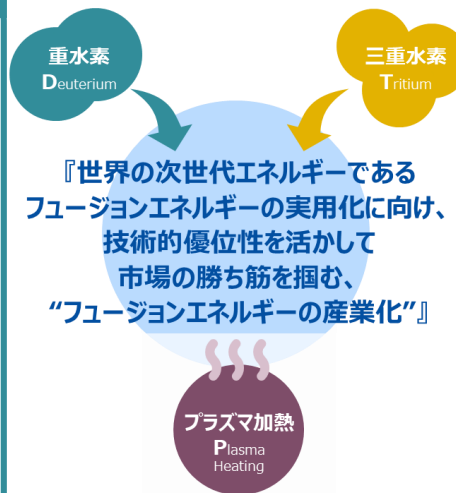 重水素
Deuterium
三重水素
Tritium
『世界の次世代エネルギーである
フュージョンエネルギーの実用化に向け、
技術的優位性を活かして
市場の勝ち筋を掴む、
“フュージョンエネルギーの産業化”』
プラズマ加熱
Plasma
Heating